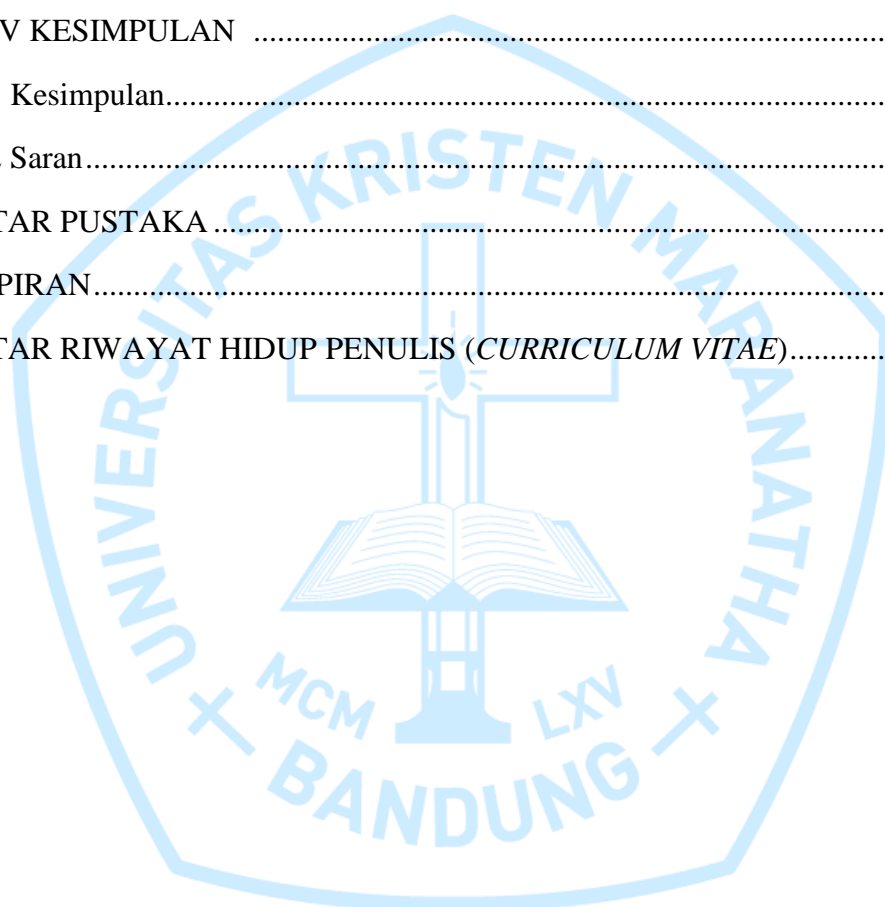 V KESIMPULAN ................................................................................
Kesimpulan...........................................................................................
Saran.....................................................................................................
TAR PUSTAKA .....................................................................................
PIRAN....................................................................................................
TAR RIWAYAT HIDUP PENULIS (CURRICULUM VITAE)............
UNIVERSITAS KRISTEN MARANATHA
MCM LXV
BANDUNG